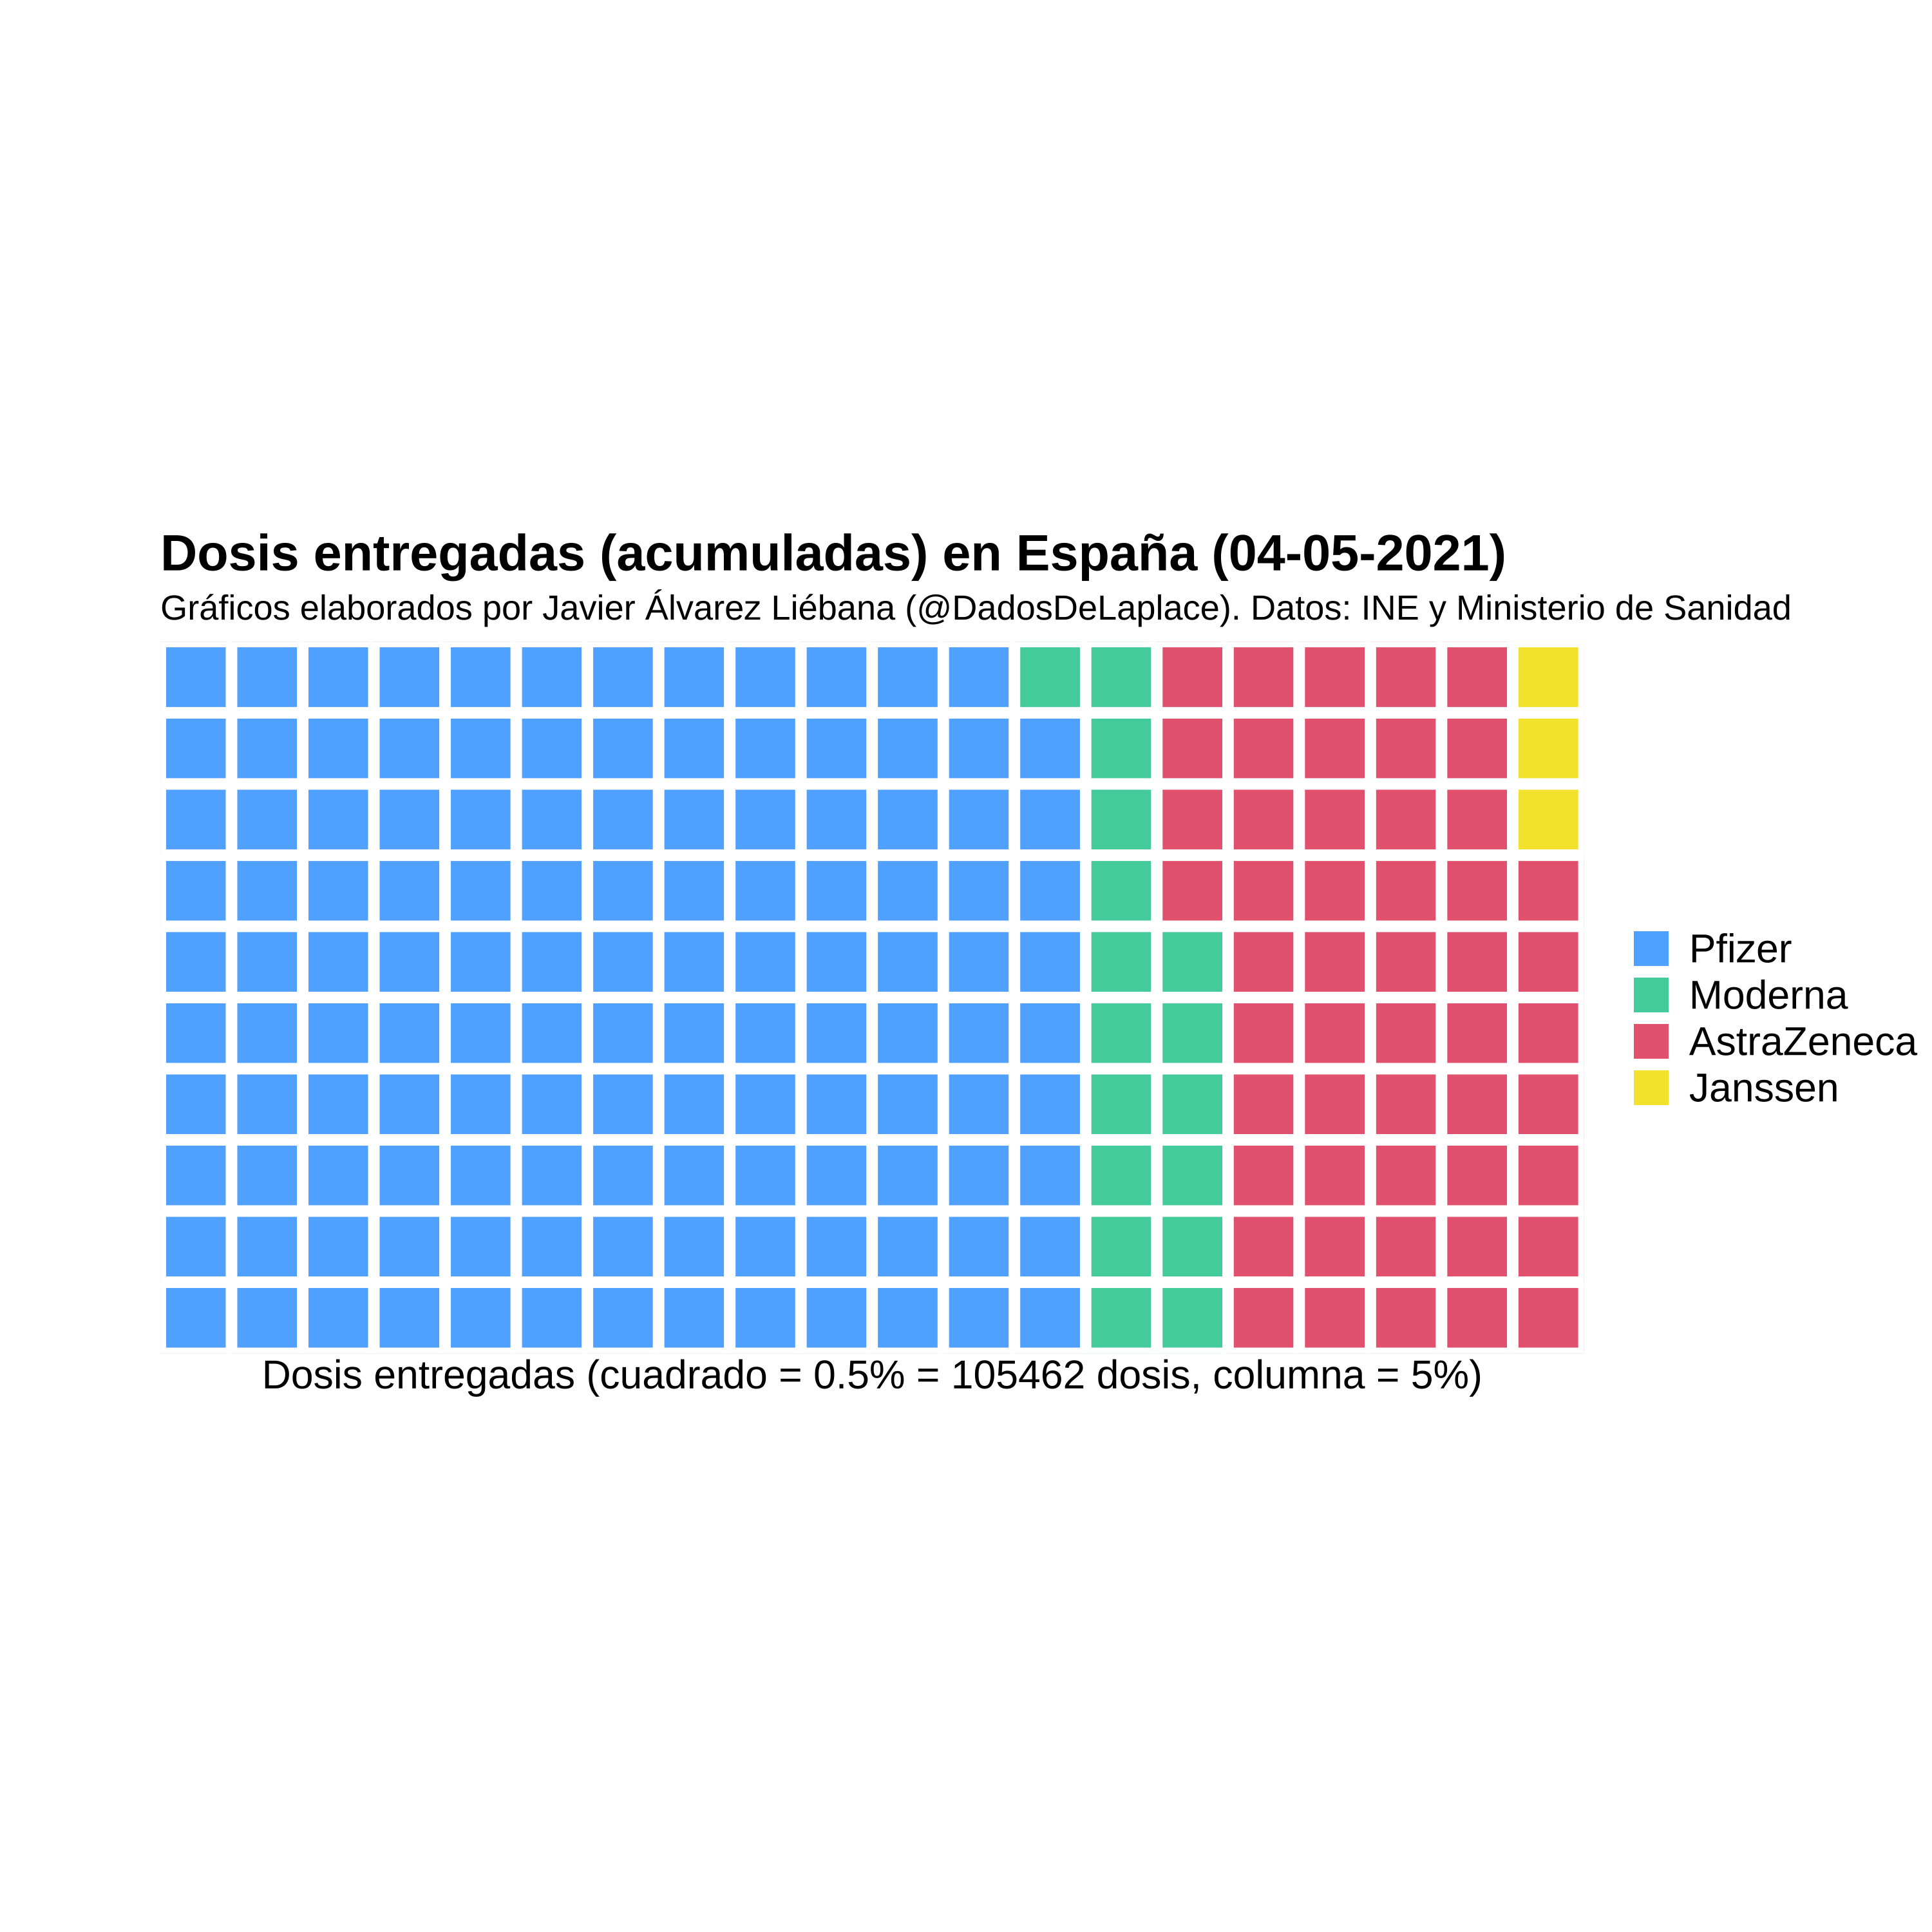 Dosis entregadas (acumuladas) en España (04-05-2021)
Gráficos elaborados por Javier Álvarez Liébana (@DadosDeLaplace). Datos: INE y Ministerio de Sanidad
Pfizer
Moderna
AstraZeneca
Janssen
Dosis entregadas (cuadrado = 0.5% = 105462 dosis, columna = 5%)